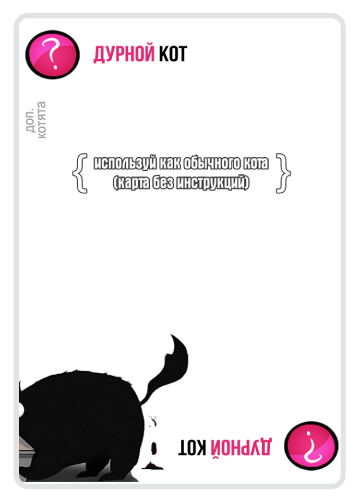 ?
ДУРНОЙ КОТ
доп.
котята
{ используй как обычного кота
(карта без инструкций) }
ДУРНОЙ КОТ
?